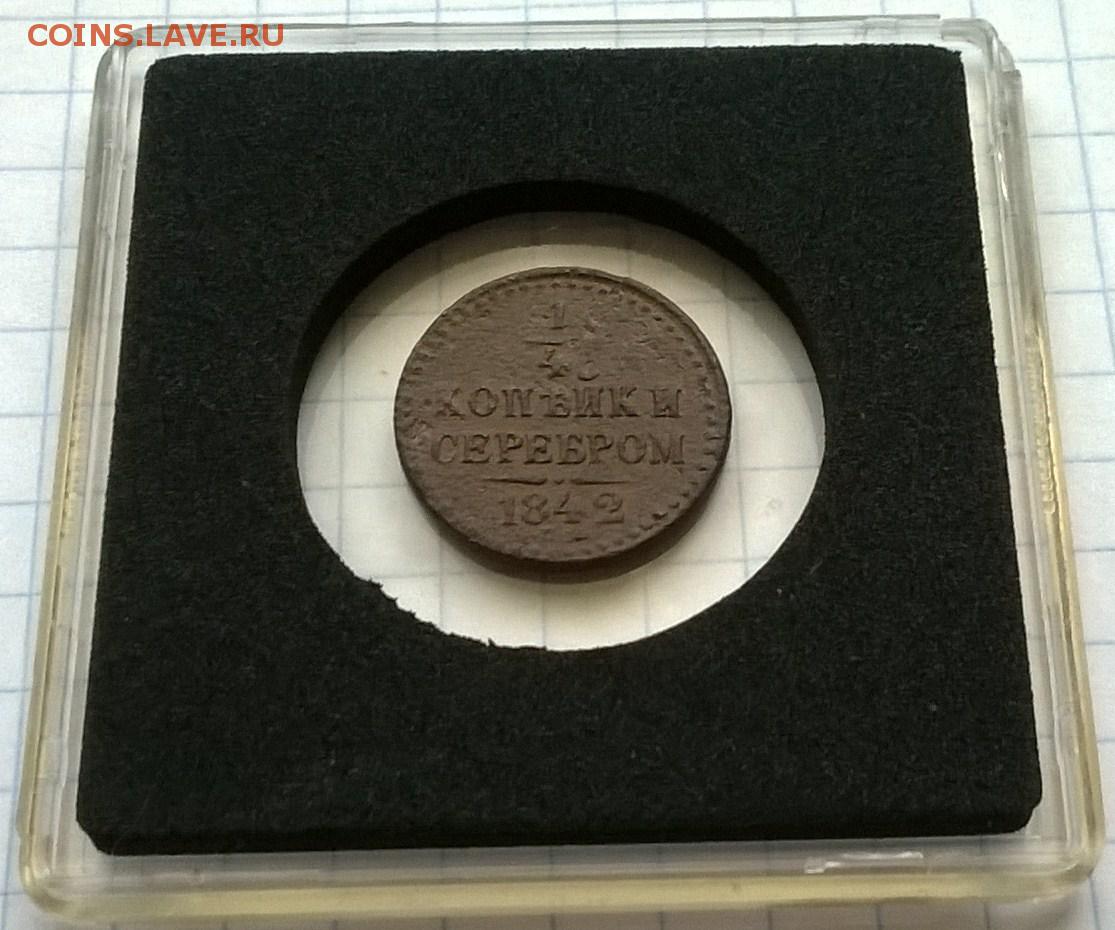 COINS.LAVE.RU
1
4
КОПѢЙКИ
СЕРЕБРОМ
1842